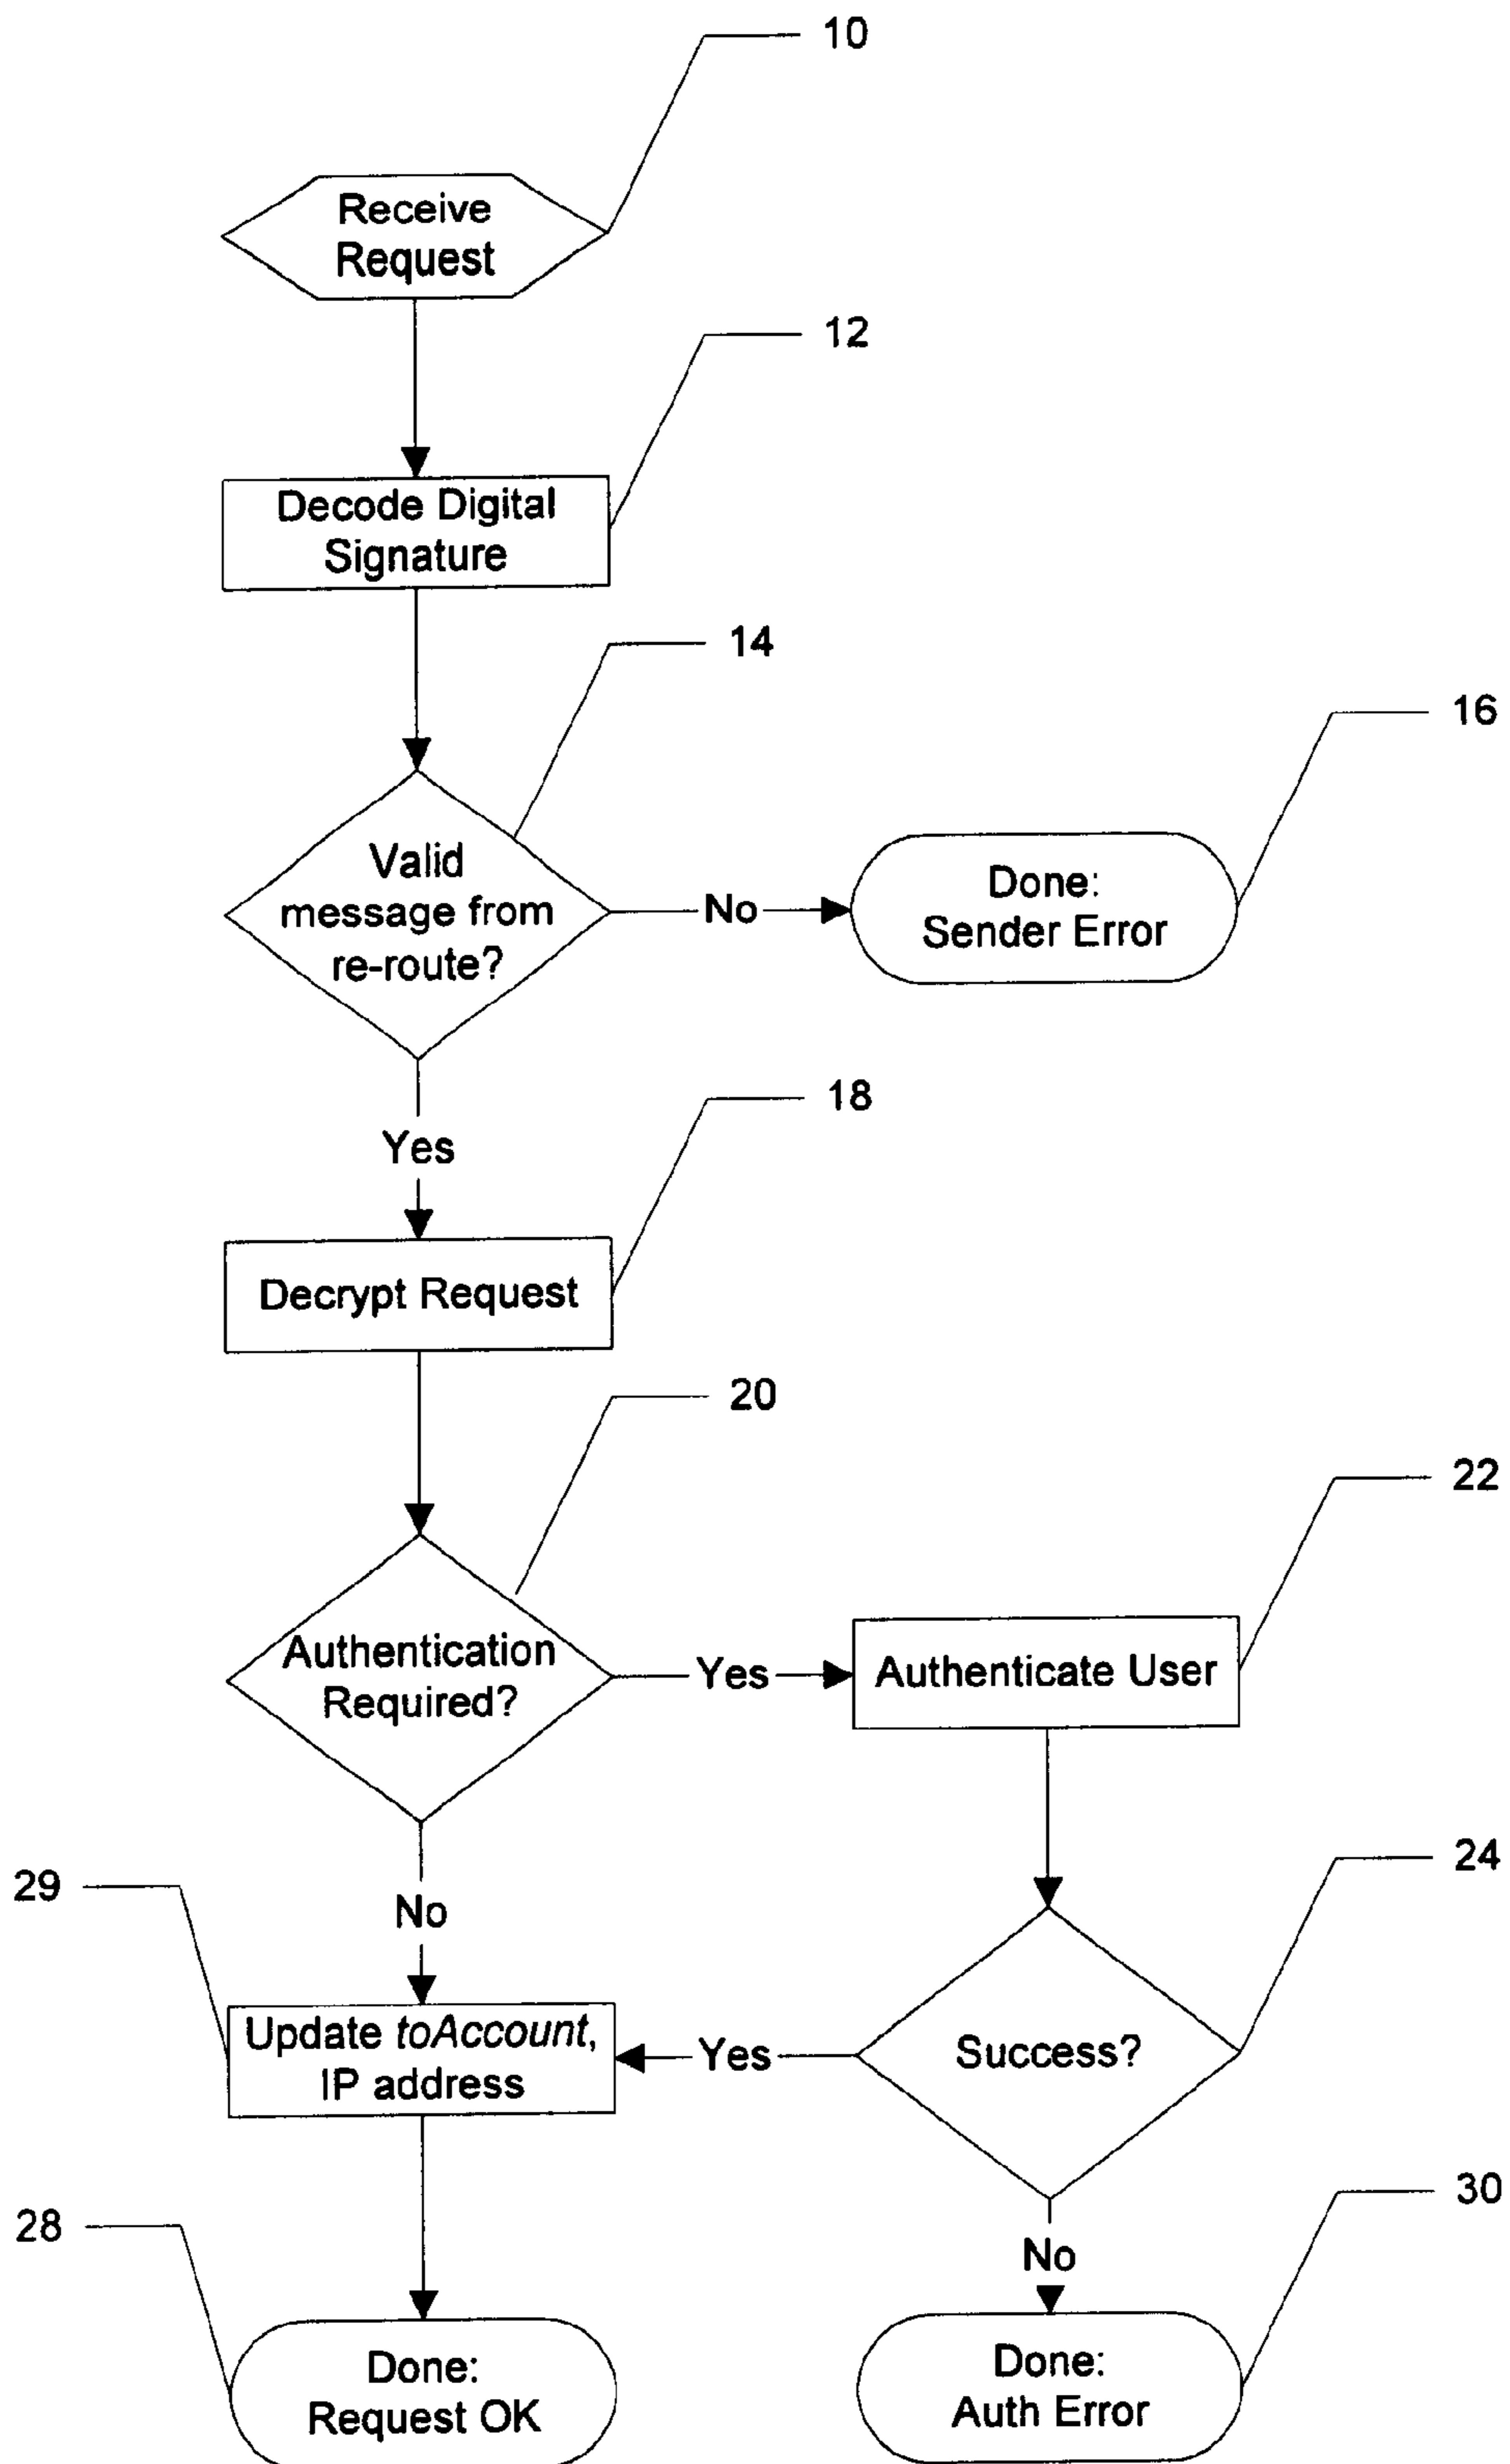 10
Receive
Request
12
Decode Digital
Signature
14
16
Valid
message from
re-route?
No
Done:
Sender Error
Yes
18
Decrypt Request
20
22
Authentication
Required?
Yes
Authenticate User
24
29
No
Update toAccount,
IP address
Yes
Success?
30
28
No
Done:
Request OK
Done:
Auth Error